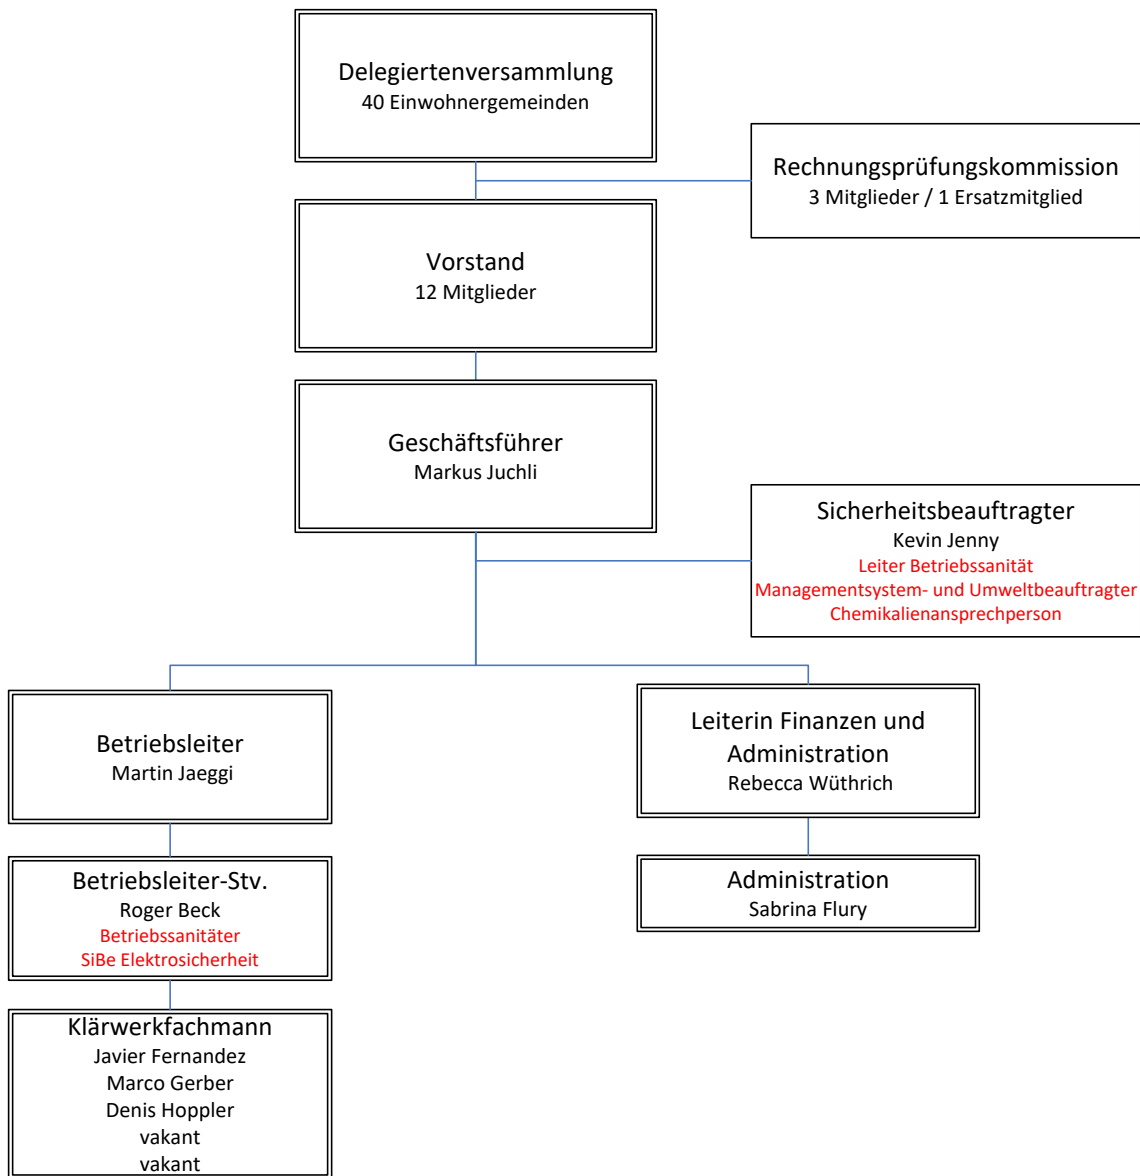 Delegiertenversammlung
40 Einwohnergemeinden
Rechnungsprüfungskommission
3 Mitglieder / 1 Ersatzmitglied
Vorstand
12 Mitglieder
Geschäftsführer
Markus Juchli
Sicherheitsbeauftragter
Kevin Jenny
Leiter Betriebssanität
Managementsystem- und Umweltbeauftragter
Chemikalienansprechperson
Betriebsleiter
Martin Jaeggi
Leiterin Finanzen und
Administration
Rebecca Wüthrich
Betriebsleiter-Stv.
Roger Beck
Betriebssanitäter
SiBe Elektrosicherheit
Administration
Sabrina Flury
Klärwerkfachmann
Javier Fernandez
Marco Gerber
Denis Hoppler
vakant
vakant